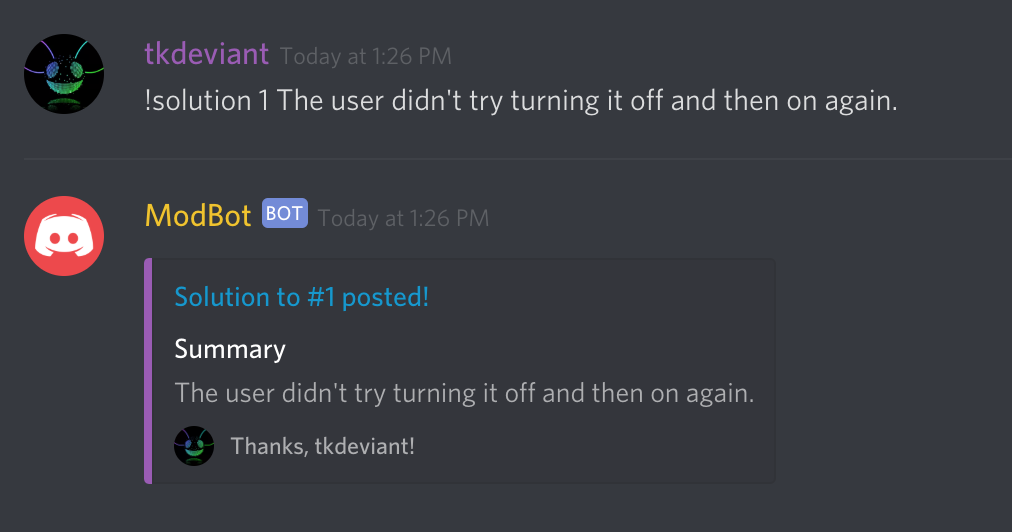 tkdeviant Today at 1:26 PM
!solution 1 The user didn't try turning it off and then on again.
ModBot BOT Today at 1:26 PM
Solution to #1 posted!
Summary
The user didn't try turning it off and then on again.
Thanks, tkdeviant!